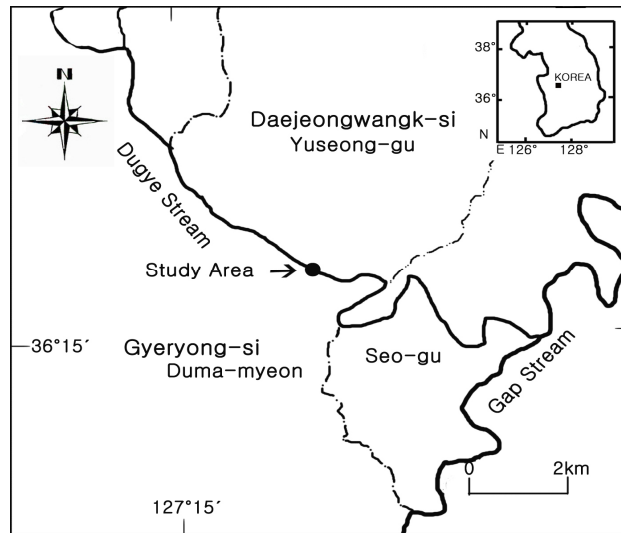 N
Daejeongwangk-si
Yuseong-gu
38°
36°
N
E 126°
128°
KOREA
Dugye Stream
Study Area
36°15´
Gyeryong-si
Duma-myeon
Seo-gu
Gap Stream
0
2km
127°15´